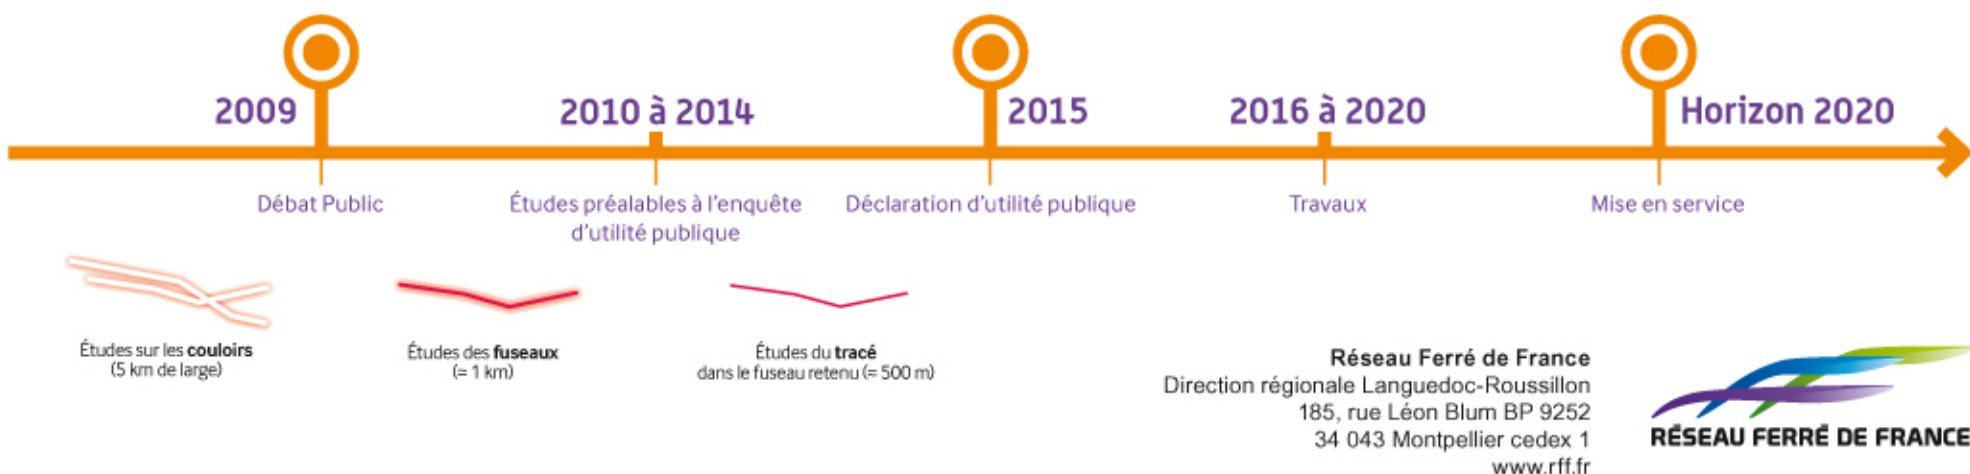 2009
2010 à 2014
2015
2016 à 2020
Horizon 2020
Débat Public
Études préalables à l'enquête
d'utilité publique
Déclaration d'utilité publique
Travaux
Mise en service
Études sur les couloirs
(5 km de large)
Études des fuseaux
(= 1 km)
Études du tracé
dans le fuseau retenu (= 500 m)
Réseau Ferré de France
Direction régionale Languedoc-Roussillon
185, rue Léon Blum BP 9252
34 043 Montpellier cedex 1
www.rff.fr
RÉSEAU FERRÉ DE FRANCE